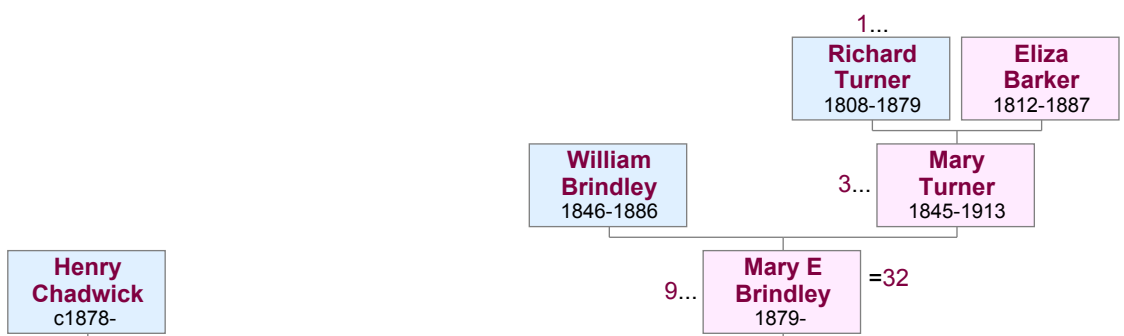 1...
Richard
Turner
1808-1879
Eliza
Barker
1812-1887
William
Brindley
1846-1886
3...
Mary
Turner
1845-1913
Henry
Chadwick
c1878-
9...
Mary E
Brindley
1879-
=32